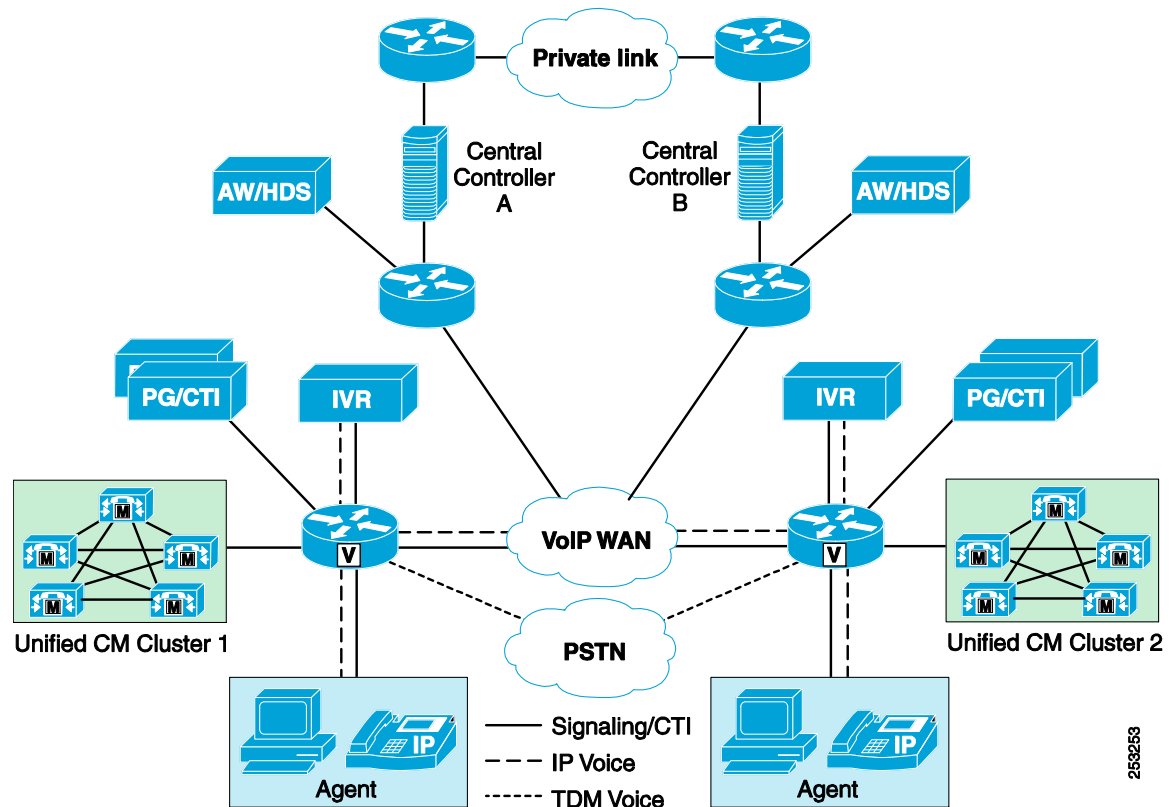 Private link
Central
Controller
A
Central
Controller
B
AW/HDS
AW/HDS
PG/CTI
IVR
IVR
PG/CTI
M
M
M
M
M
V
VoIP WAN
V
M
M
M
M
M
Unified CM Cluster 1
Unified CM Cluster 2
PSTN
IP
Agent
Signaling/CTI
IP Voice
TDM Voice
IP
Agent
253253